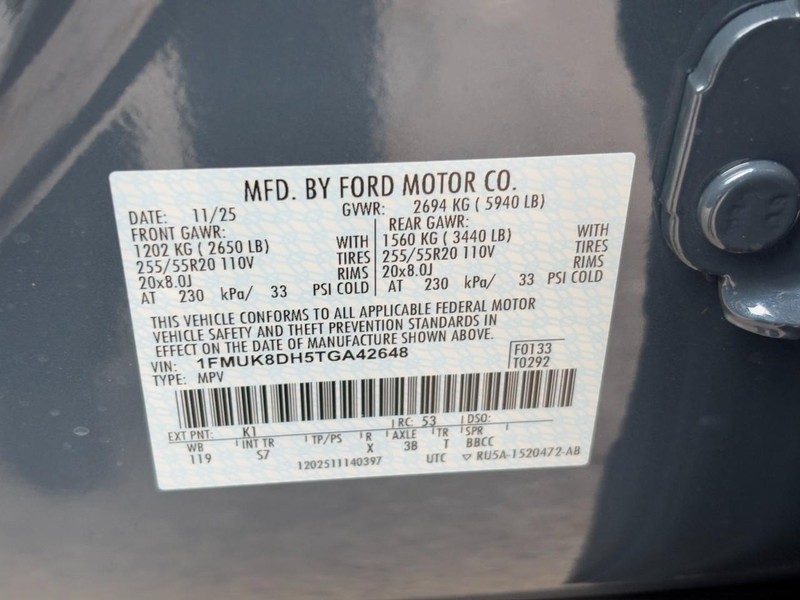 MFD. BY FORD MOTOR CO.
DATE: 11/25 GVWR: 2694 KG ( 5940 LB)
FRONT GAWR: REAR GAWR:
1202 KG ( 2650 LB) WITH 1560 KG ( 3440 LB) WITH
255/55R20 110V TIRES 255/55R20 110V TIRES
20x8.0J RIMS 20x8.0J RIMS
AT 230 kPa/ 33 PSI COLD AT 230 kPa/ 33 PSI COLD
THIS VEHICLE CONFORMS TO ALL APPLICABLE FEDERAL MOTOR
VEHICLE SAFETY AND THEFT PREVENTION STANDARDS IN
EFFECT ON THE DATE OF MANUFACTURE SHOWN ABOVE.
VIN: 1FMUK8DH5TGA42648 F0133
TYPE: MPV T0292
EXT PNT: K1 RC: 53 DSO:
WB INT TR TP/PS R AXLE TR SPR
119 S7 X 3B T BBCC
1202511140397 UTC ▽ RU5A-1520472-AB